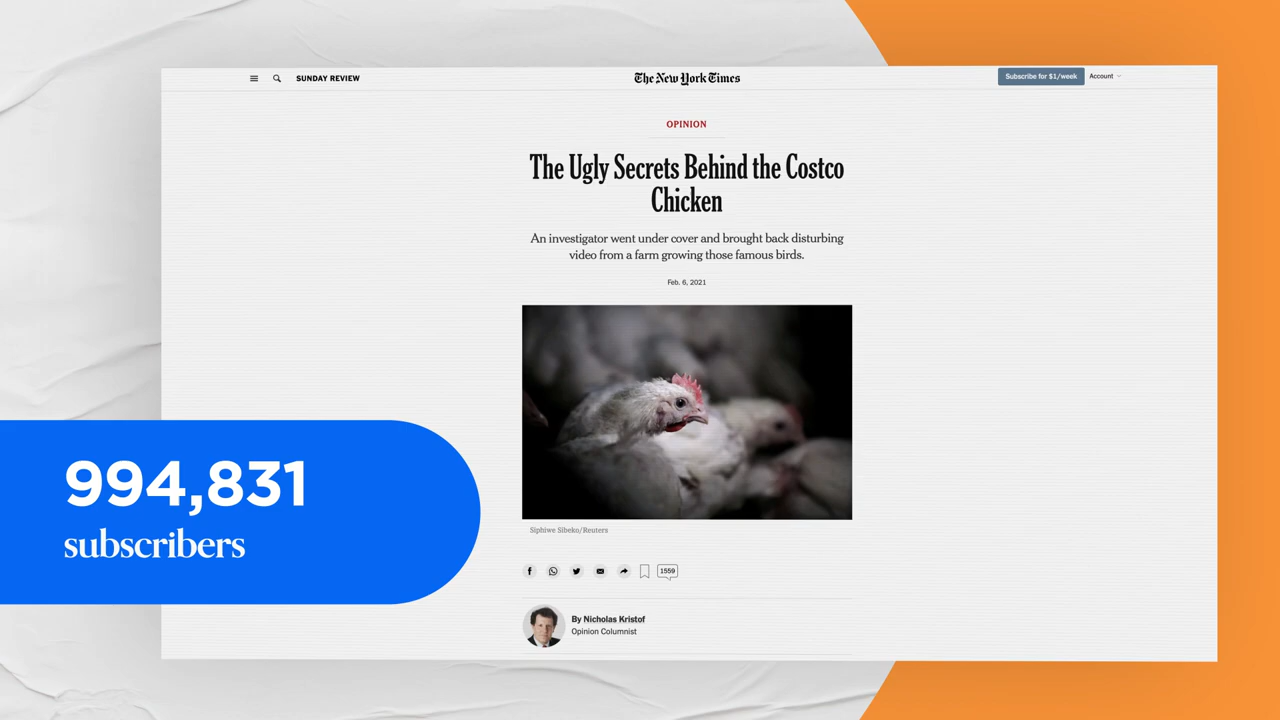 SUNDAY REVIEW
The New York Times
Subscribe for $1/week
Account
OPINION
The Ugly Secrets Behind the Costco
Chicken
An investigator went under cover and brought back disturbing
video from a farm growing those famous birds.
Feb. 6, 2021
994,831
subscribers
Siphiwe Sibeko/Reuters
1559
By Nicholas Kristof
Opinion Columnist